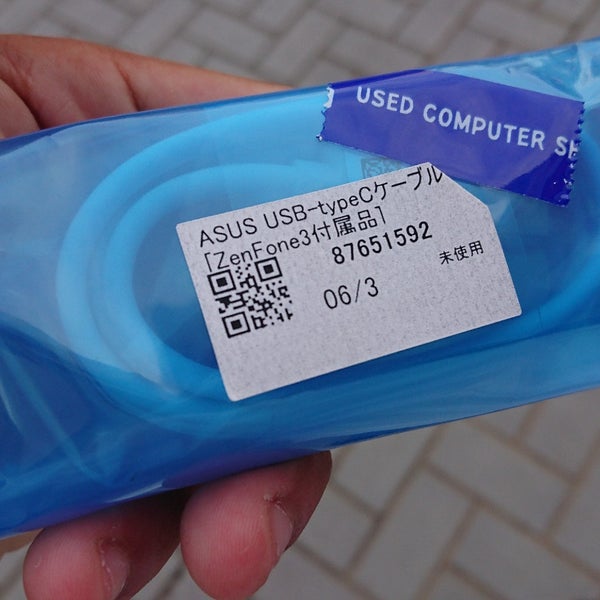 USED COMPUTER
ASUS USB-typeCケーブル
[ZenFone3付属品]
87651592
未使用
06/3